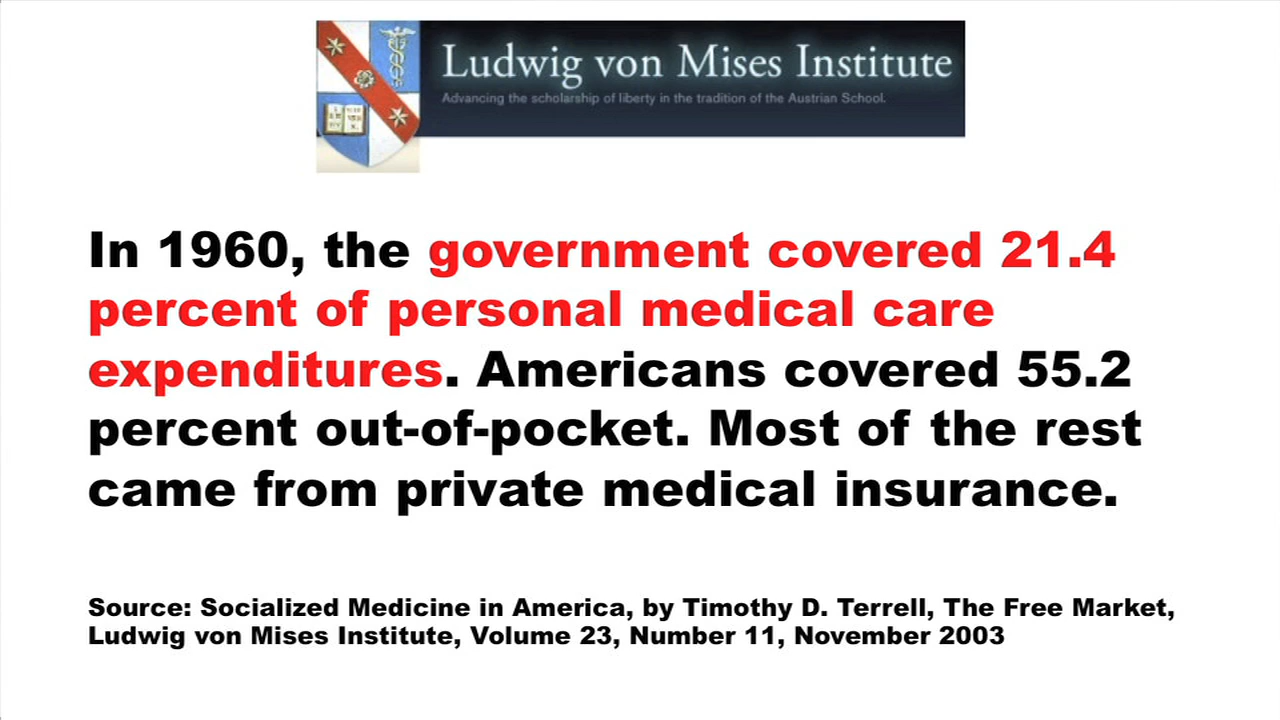 Ludwig von Mises Institute
Advancing the scholarship of liberty in the tradition of the Austrian School.
In 1960, the government covered 21.4
percent of personal medical care
expenditures. Americans covered 55.2
percent out-of-pocket. Most of the rest
came from private medical insurance.
Source: Socialized Medicine in America, by Timothy D. Terrell, The Free Market,
Ludwig von Mises Institute, Volume 23, Number 11, November 2003